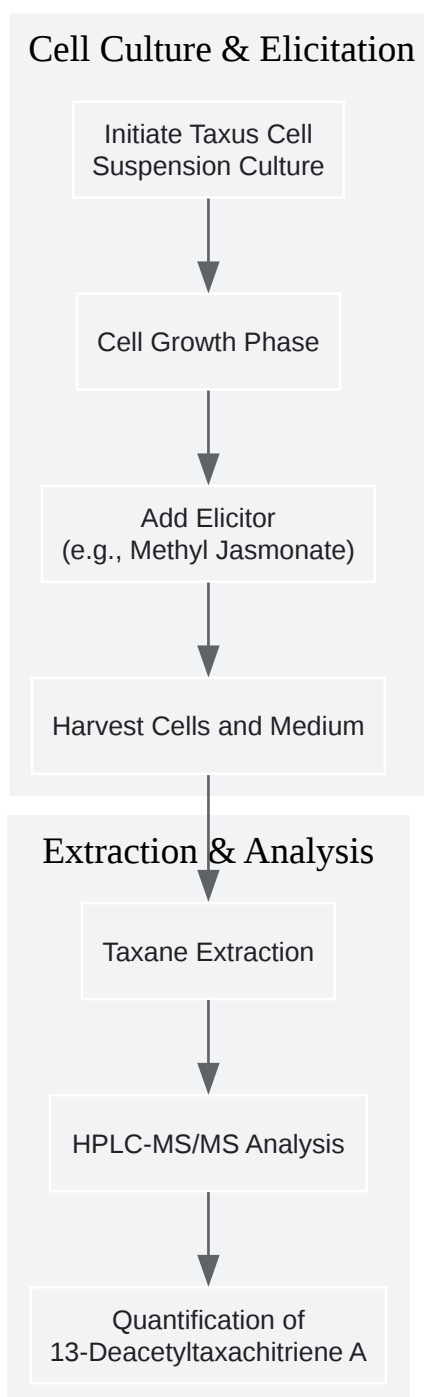 Cell Culture & Elicitation
Initiate Taxus Cell
Suspension Culture
Cell Growth Phase
Add Elicitor
(e.g., Methyl Jasmonate)
Harvest Cells and Medium
Extraction & Analysis
Taxane Extraction
HPLC-MS/MS Analysis
Quantification of
13-Deacetyltaxachitriene A